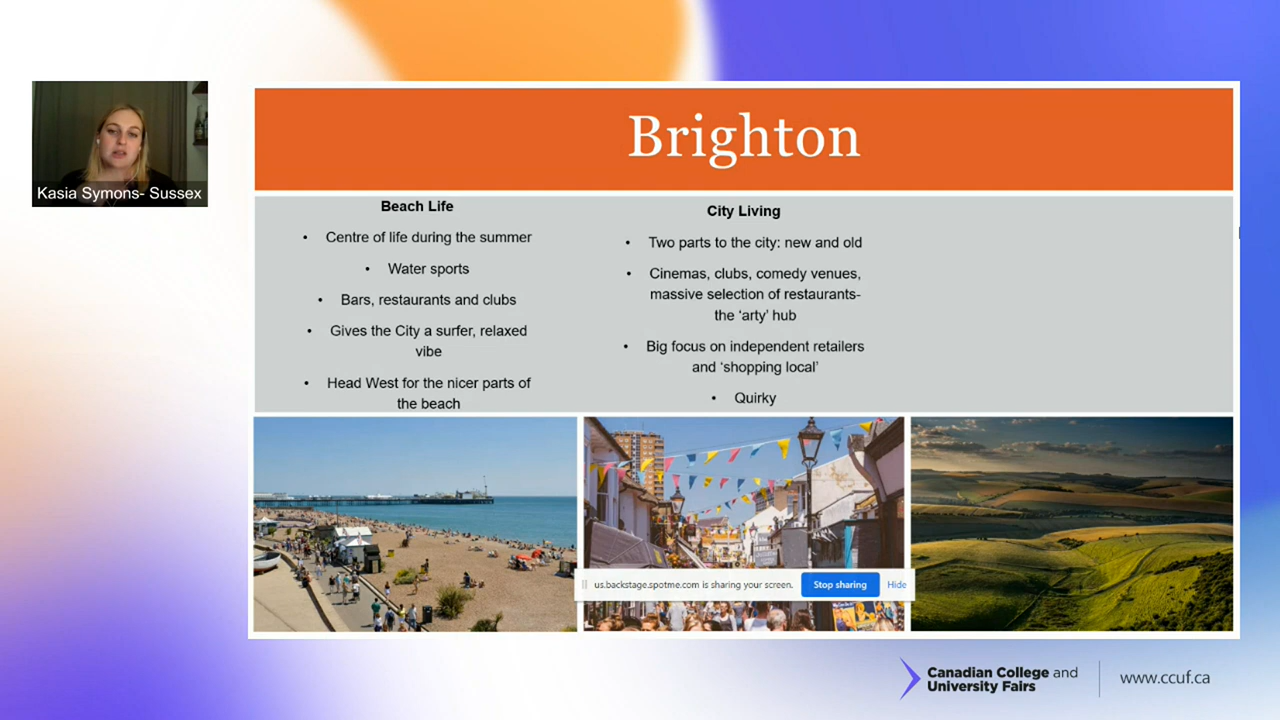 Brighton
Kasia Symons- Sussex
Beach Life
• Centre of life during the summer
• Water sports
• Bars, restaurants and clubs
• Gives the City a surfer, relaxed
vibe
• Head West for the nicer parts of
the beach
City Living
• Two parts to the city: new and old
• Cinemas, clubs, comedy venues,
massive selection of restaurants-
the ‘arty’ hub
• Big focus on independent retailers
and ‘shopping local’
• Quirky
us.backstage.spotme.com is sharing your screen.
Stop sharing
Hide
Canadian College and
University Fairs
www.ccuf.ca